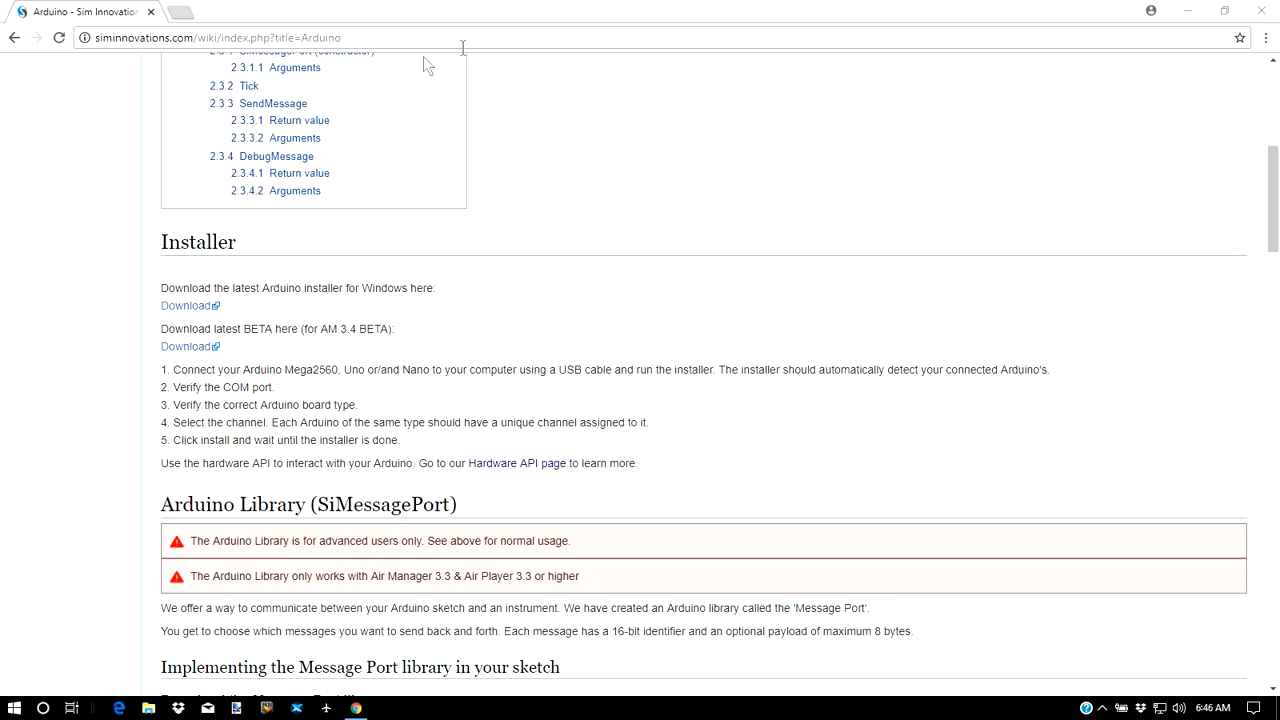 Arduino - Sim Innovation
siminnovations.com/wiki/index.php?title=Arduino
2.3.1 SiMessagePort (constructor)
2.3.1.1 Arguments
2.3.2 Tick
2.3.3 SendMessage
2.3.3.1 Return value
2.3.3.2 Arguments
2.3.4 DebugMessage
2.3.4.1 Return value
2.3.4.2 Arguments
Installer
Download the latest Arduino installer for Windows here:
Download
Download latest BETA here (for AM 3.4 BETA):
Download
1. Connect your Arduino Mega2560, Uno or/and Nano to your computer using a USB cable and run the installer. The installer should automatically detect your connected Arduino's.
2. Verify the COM port.
3. Verify the correct Arduino board type.
4. Select the channel. Each Arduino of the same type should have a unique channel assigned to it.
5. Click install and wait until the installer is done.
Use the hardware API to interact with your Arduino. Go to our Hardware API page to learn more.
Arduino Library (SiMessagePort)
The Arduino Library is for advanced users only. See above for normal usage.
The Arduino Library only works with Air Manager 3.3 & Air Player 3.3 or higher
We offer a way to communicate between your Arduino sketch and an instrument. We have created an Arduino library called the 'Message Port'.
You get to choose which messages you want to send back and forth. Each message has a 16-bit identifier and an optional payload of maximum 8 bytes.
Implementing the Message Port library in your sketch
6:46 AM